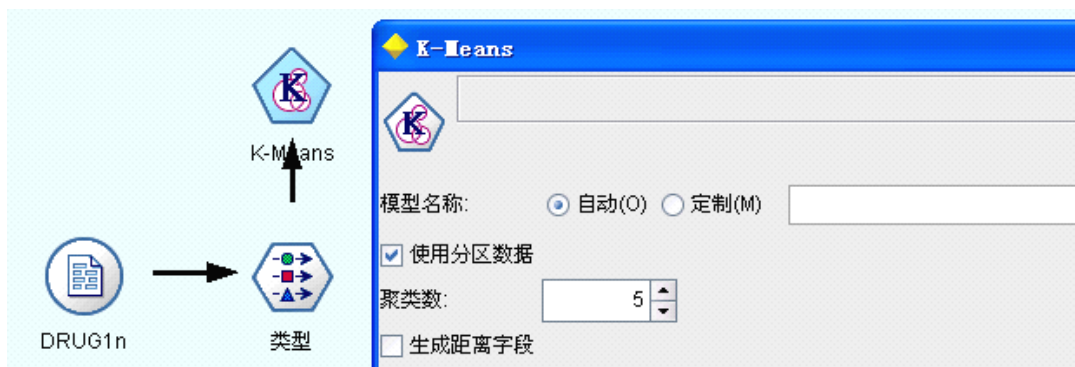 K-Means
DRUG1n
类型
K-Means
模型名称:
自动(O)
定制(M)
使用分区数据
聚类数:
5
生成距离字段